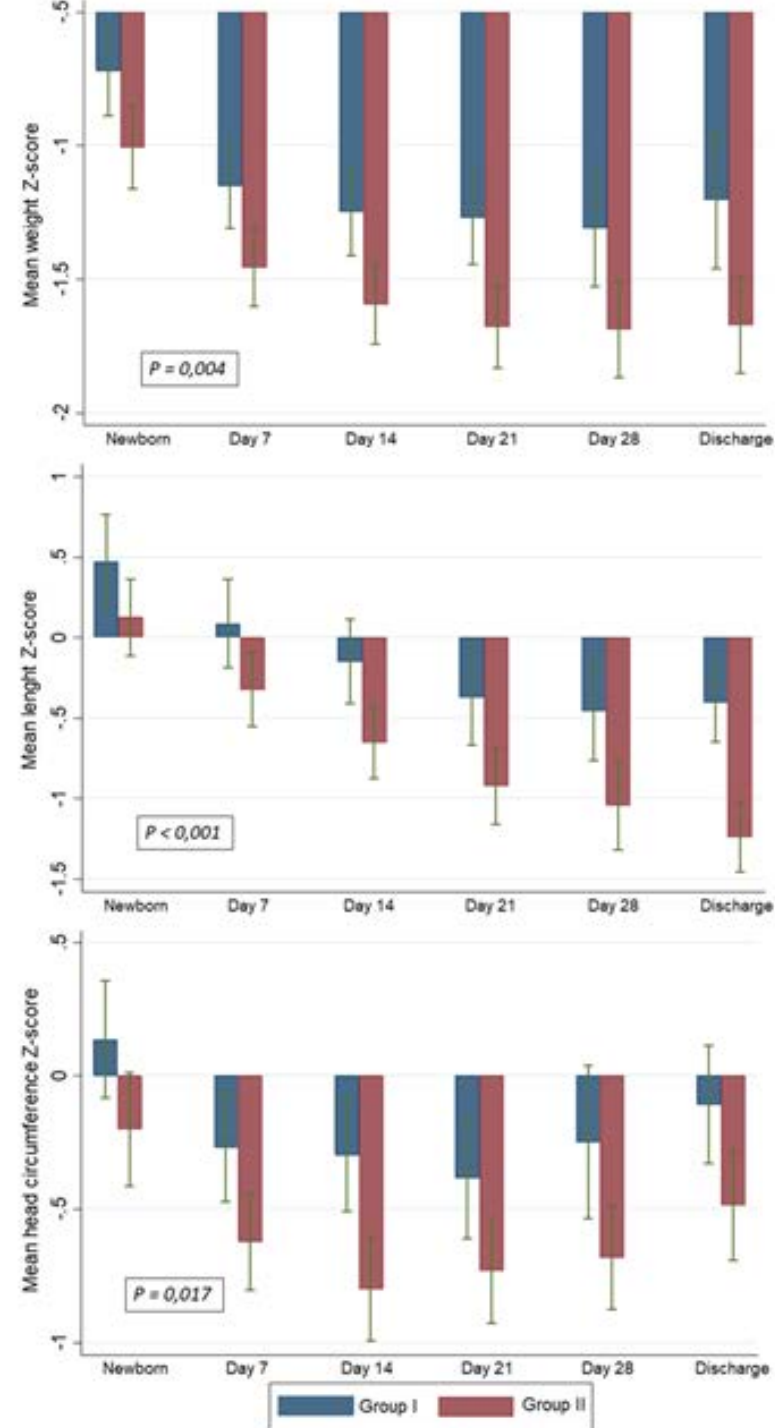 -.5
-1
-1.5
-2
Mean weight Z-score
P = 0,004
Newborn Day 7 Day 14 Day 21 Day 28 Discharge
1
.5
0
-.5
-1
-1.5
Mean lenght Z-score
P < 0,001
Newborn Day 7 Day 14 Day 21 Day 28 Discharge
.5
0
-.5
-1
Mean head circumference Z-score
P = 0,017
Newborn Day 7 Day 14 Day 21 Day 28 Discharge
Group I Group II